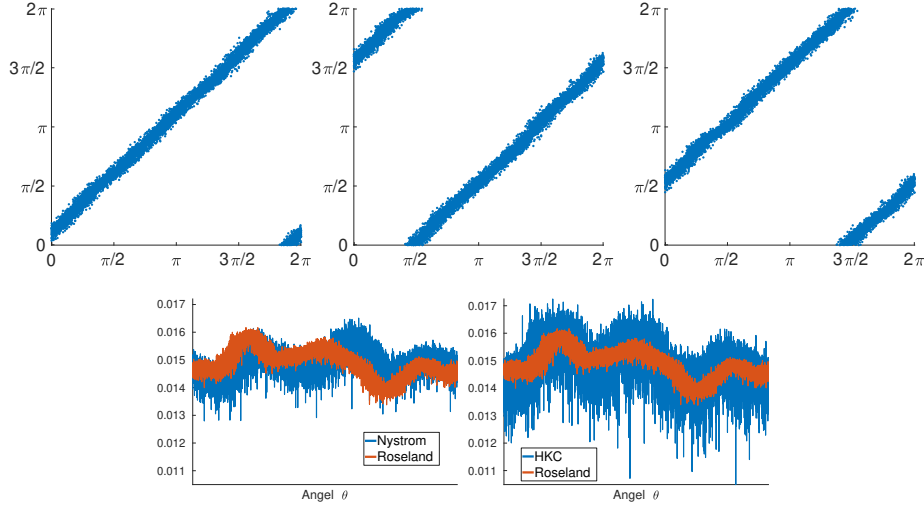 2π 2π 2π
3π/2 3π/2 3π/2
π π π
π/2 π/2 π/2
0 0 0
0 π/2 π 3π/2 2π 0 π/2 π 3π/2 2π 0 π/2 π 3π/2 2π
0.017 0.017
0.016 0.016
0.015 0.015
0.014 0.014
0.013 0.013
0.012 0.012
Nystrom HKC
Roseland Roseland
0.011 0.011
Angel θ Angel θ